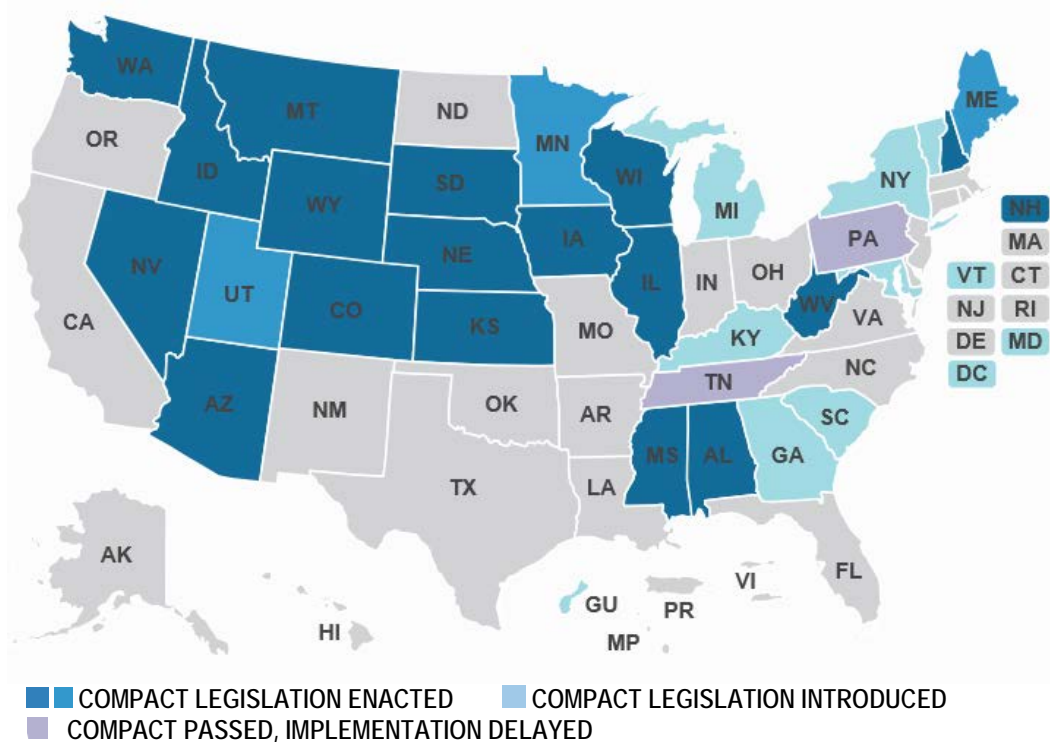 WA
MT
ND
MN
ME
OR
ID
SD
WI
NY
WY
MI
NH
IA
PA
MA
NE
NV
IL
IN
OH
VT
CT
UT
CO
WV
NJ
RI
CA
KS
MO
KY
VA
DE
MD
NC
DC
TN
AZ
NM
OK
AR
SC
MS
AL
GA
TX
LA
AK
FL
VI
GU
PR
HI
MP
COMPACT LEGISLATION ENACTED
COMPACT LEGISLATION INTRODUCED
COMPACT PASSED, IMPLEMENTATION DELAYED